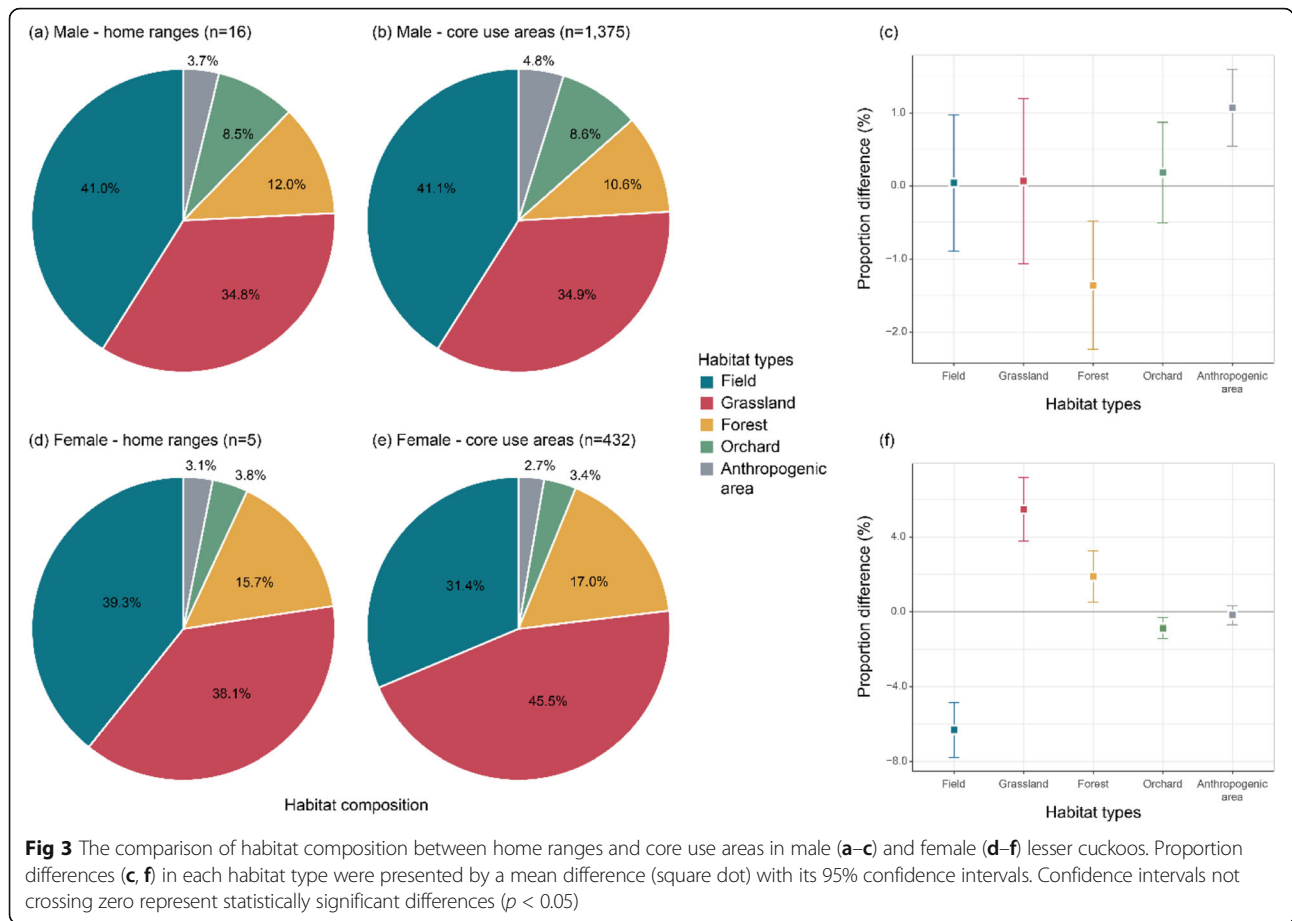 (a) Male - home ranges (n=16)
3.7%
8.5%
12.0%
41.0%
34.8%
(b) Male - core use areas (n=1,375)
4.8%
8.6%
10.6%
41.1%
34.9%
(c)
Proportion difference (%)
1.0
0.0
−1.0
−2.0
Field
Grassland
Forest
Orchard
Anthropogenic
area
Habitat types
Habitat types
Field
Grassland
Forest
Orchard
Anthropogenic
area
(d) Female - home ranges (n=5)
3.1%
3.8%
15.7%
39.3%
38.1%
(e) Female - core use areas (n=432)
2.7%
3.4%
17.0%
31.4%
45.5%
Habitat composition
(f)
Proportion difference (%)
4.0
0.0
−4.0
−8.0
Field
Grassland
Forest
Orchard
Anthropogenic
area
Habitat types
Fig 3 The comparison of habitat composition between home ranges and core use areas in male (a–c) and female (d–f) lesser cuckoos. Proportion
differences (c, f) in each habitat type were presented by a mean difference (square dot) with its 95% confidence intervals. Confidence intervals not
crossing zero represent statistically significant differences (p < 0.05)